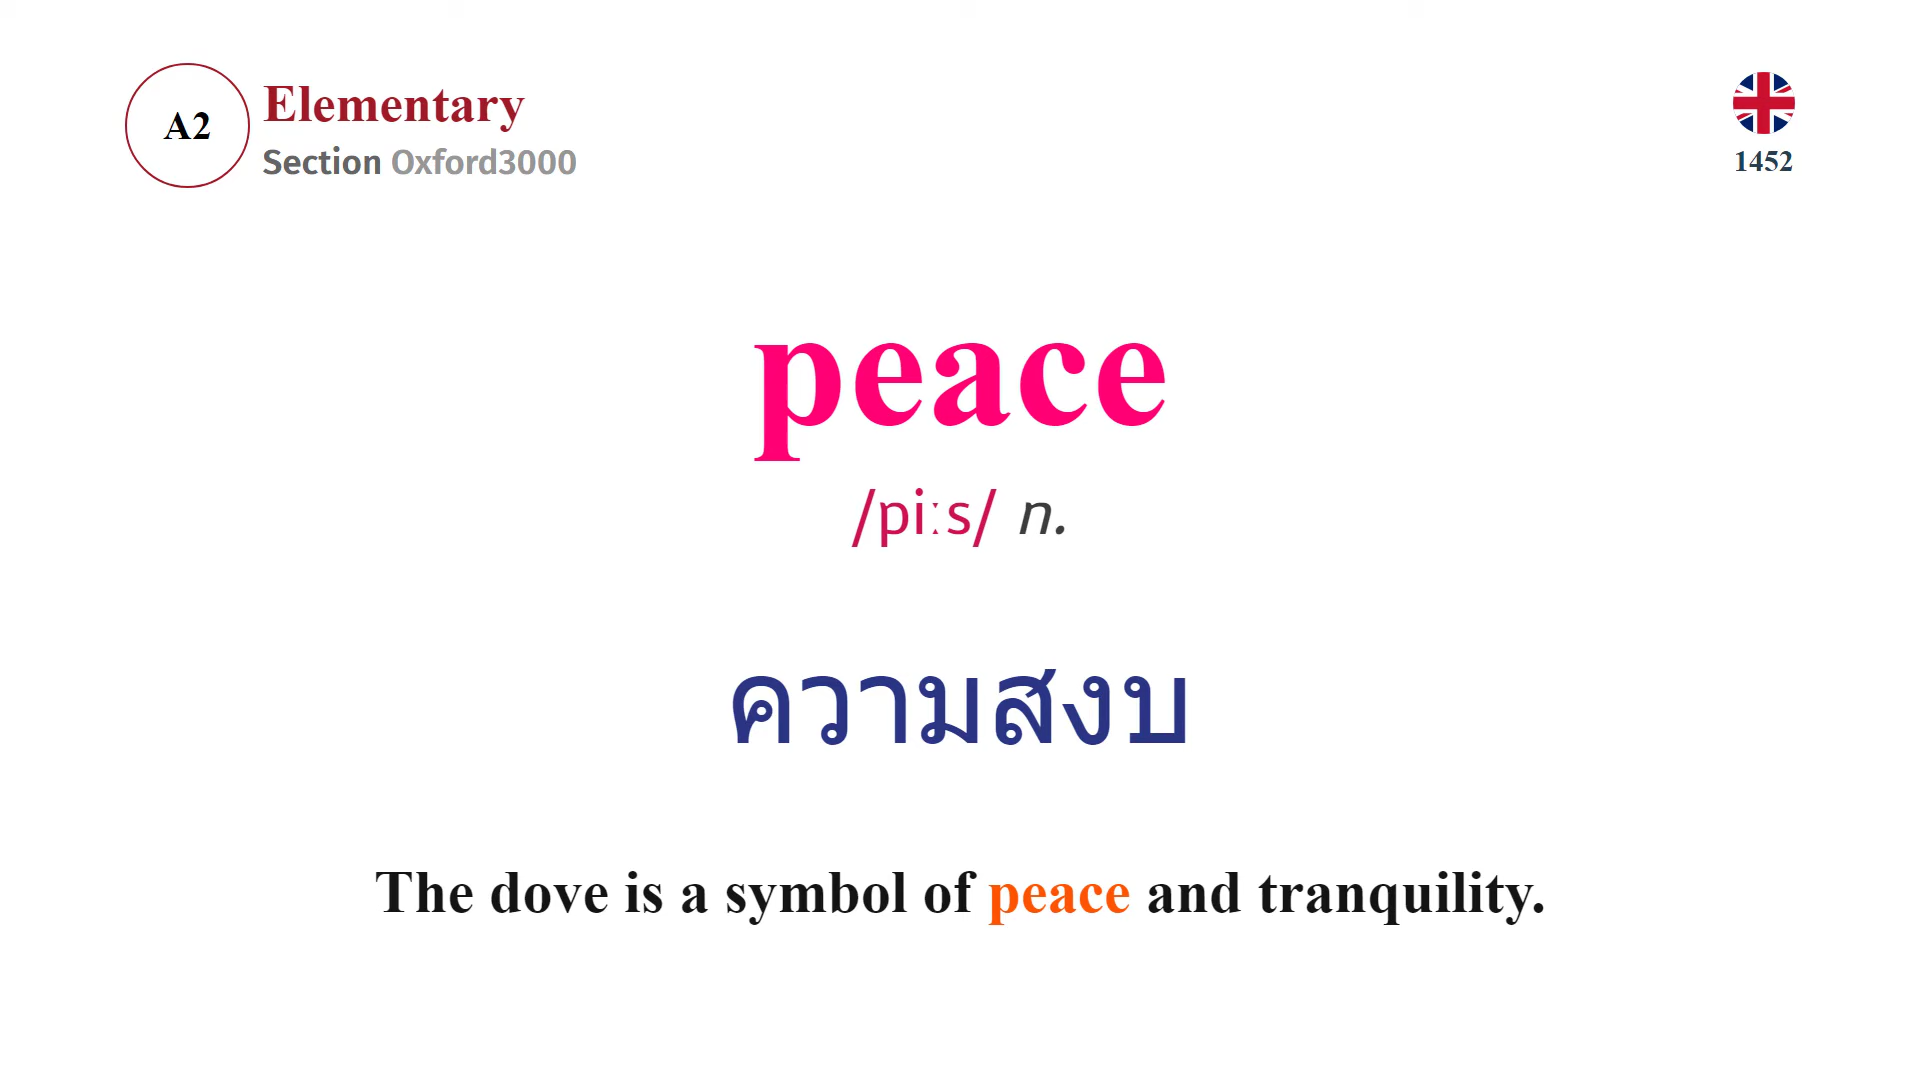 A2
Elementary
Section Oxford3000
1452
peace
/piːs/ n.
ความสงบ
The dove is a symbol of peace and tranquility.